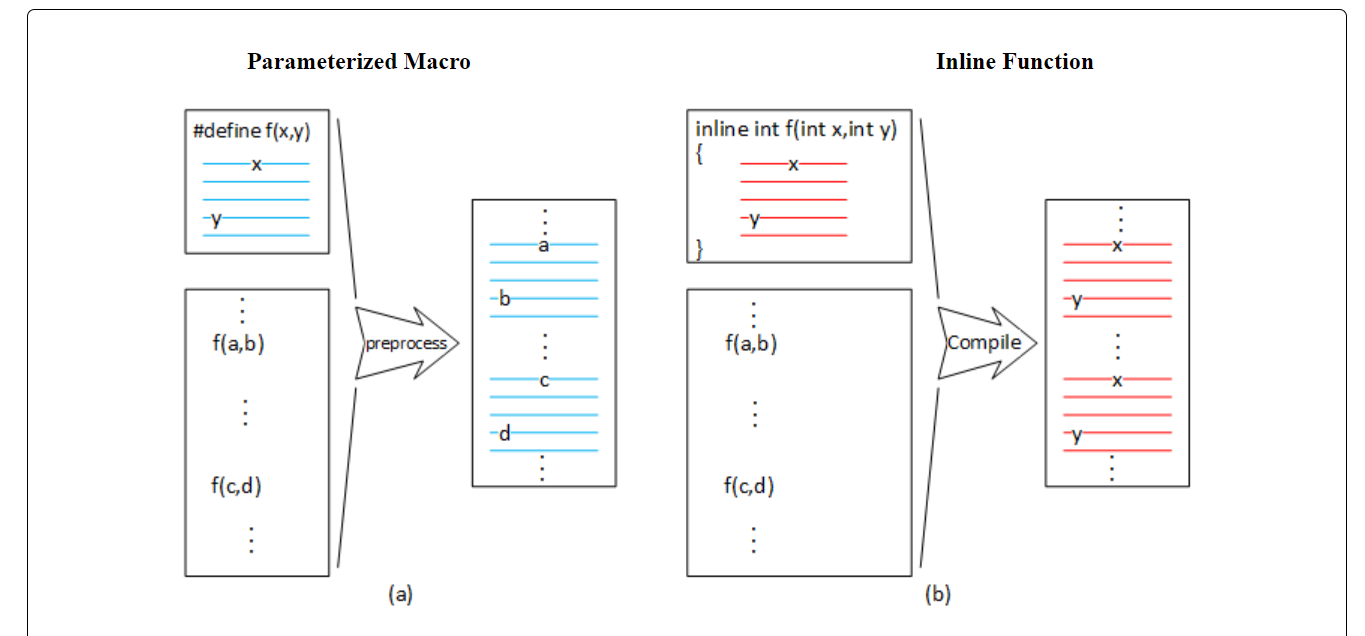 Parameterized Macro
#define f(x,y)
x
y
⋮
f(a,b)
⋮
f(c,d)
⋮
preprocess
⋮
a
b
⋮
c
d
⋮
(a)
Inline Function
inline int f(int x,int y)
{
x
y
}
⋮
f(a,b)
⋮
f(c,d)
⋮
Compile
⋮
x
y
⋮
x
y
⋮
(b)